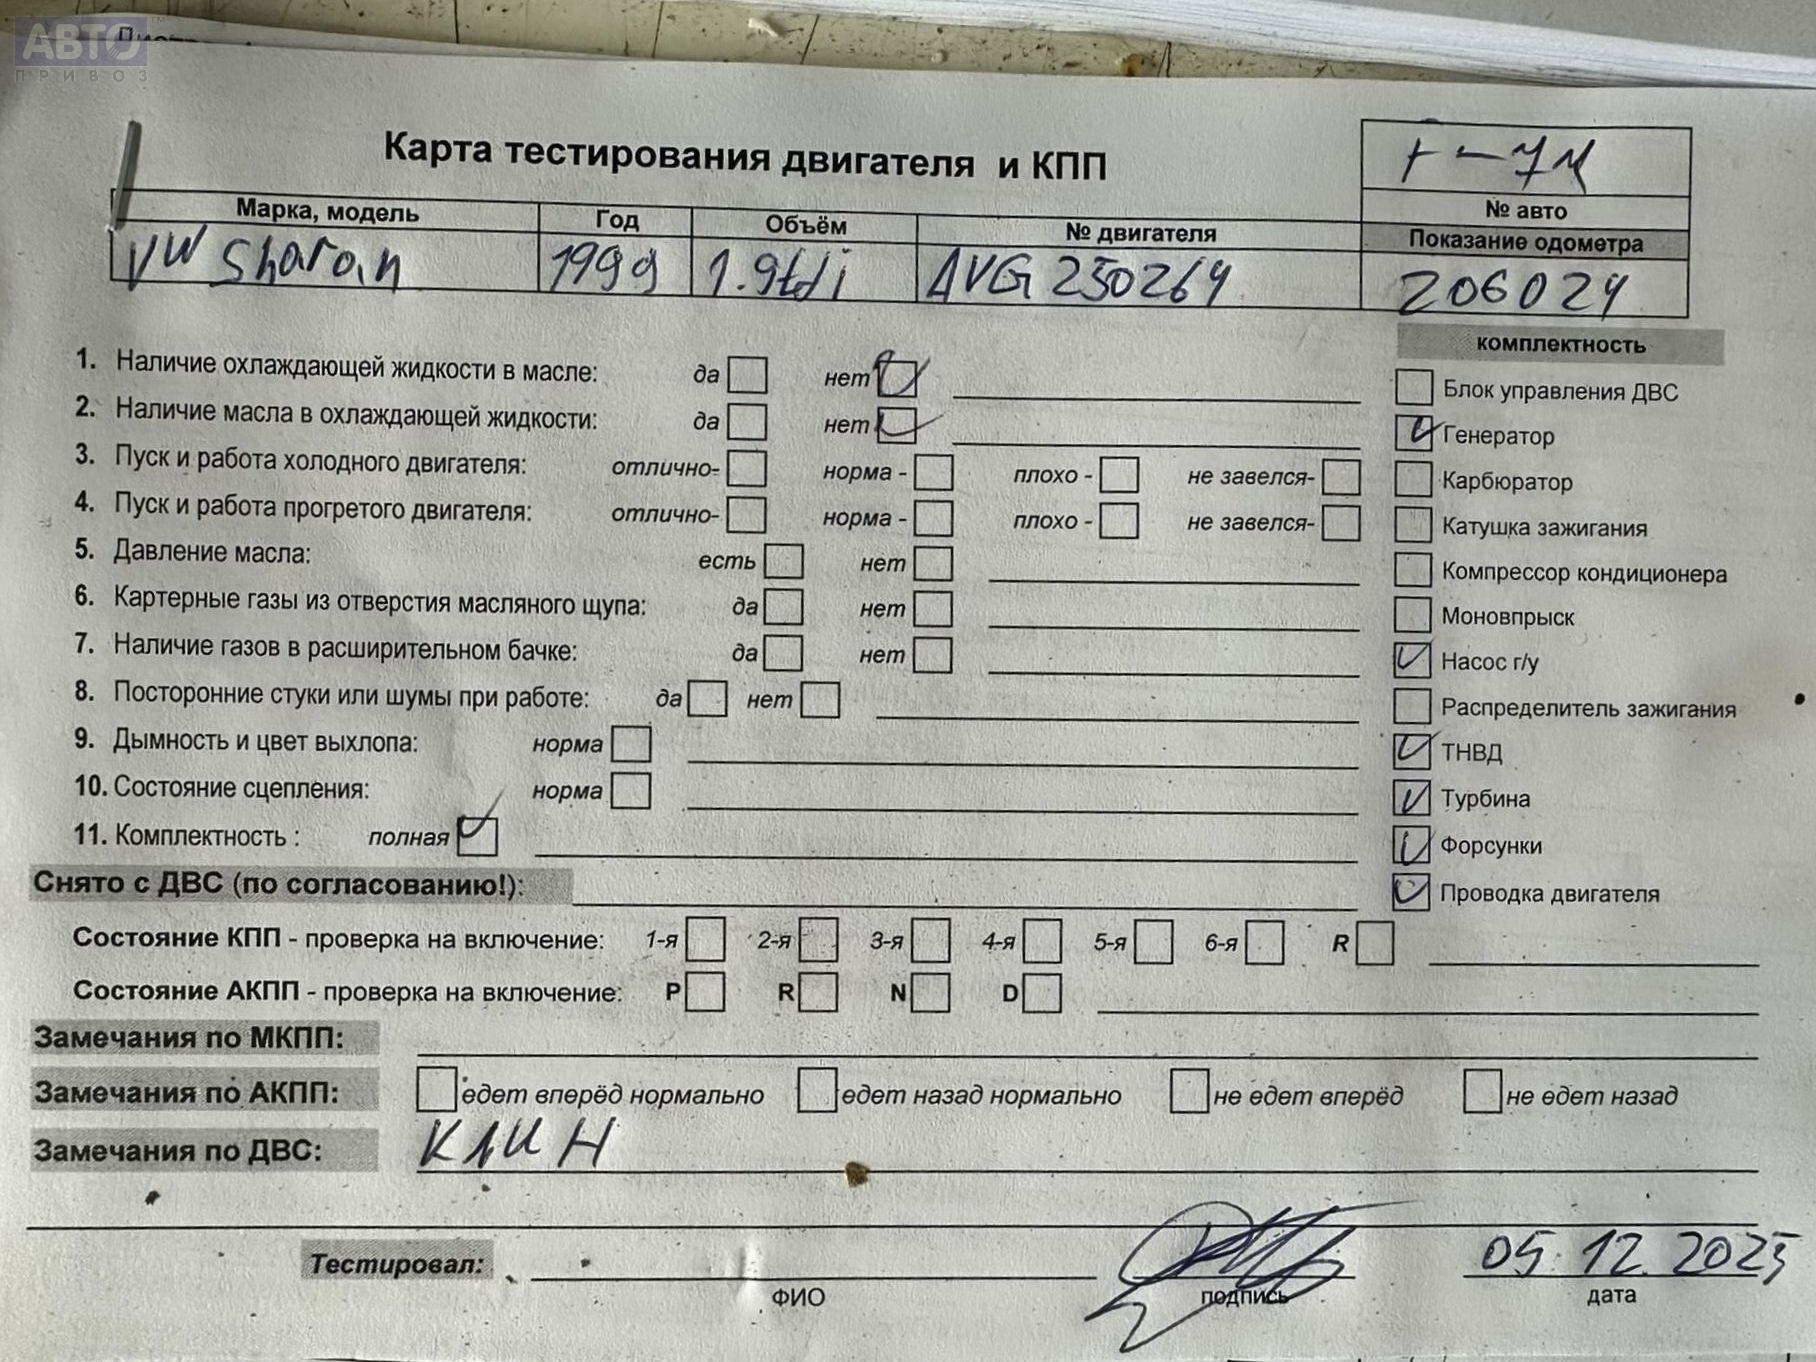 АВТО
ПРИВОЗ
Карта тестирования двигателя и КПП
№ авто
Марка, модель Год Объём № двигателя Показание одометра
VW Sharan 1999 1.9tdi AVG 250264 206024
комплектность
1. Наличие охлаждающей жидкости в масле: да нет
Блок управления ДВС
2. Наличие масла в охлаждающей жидкости: да нет
Генератор
3. Пуск и работа холодного двигателя: отлично- норма - плохо - не завелся-
Карбюратор
4. Пуск и работа прогретого двигателя: отлично- норма - плохо - не завелся-
Катушка зажигания
5. Давление масла: есть нет
Компрессор кондиционера
6. Картерные газы из отверстия масляного щупа: да нет
Моновпрыск
7. Наличие газов в расширительном бачке: да нет
Насос г/у
8. Посторонние стуки или шумы при работе: да нет
Распределитель зажигания
9. Дымность и цвет выхлопа: норма
ТНВД
10. Состояние сцепления: норма
Турбина
11. Комплектность : полная
Форсунки
Снято с ДВС (по согласованию!):
Проводка двигателя
Состояние КПП - проверка на включение: 1-я 2-я 3-я 4-я 5-я 6-я R
Состояние АКПП - проверка на включение: P R N D
Замечания по МКПП:
Замечания по АКПП: едет вперёд нормально едет назад нормально не едет вперёд не едет назад
Замечания по ДВС: КЛИН
Тестировал: 05.12.2025
ФИО подпись дата